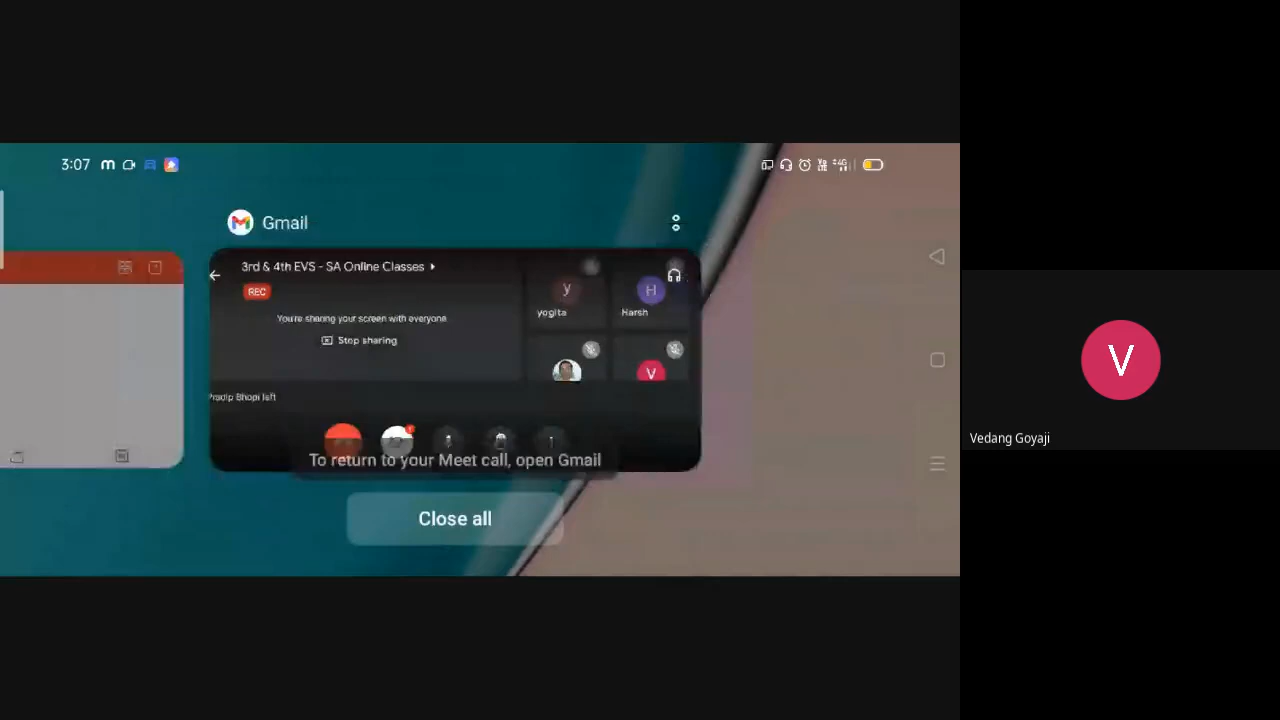 3:07
Gmail
3rd & 4th EVS - SA Online Classes
REC
You're sharing your screen with everyone
Stop sharing
y
yogita
H
Harsh
V
Pradip Bhopi left
To return to your Meet call, open Gmail
Close all
V
Vedang Goyaji